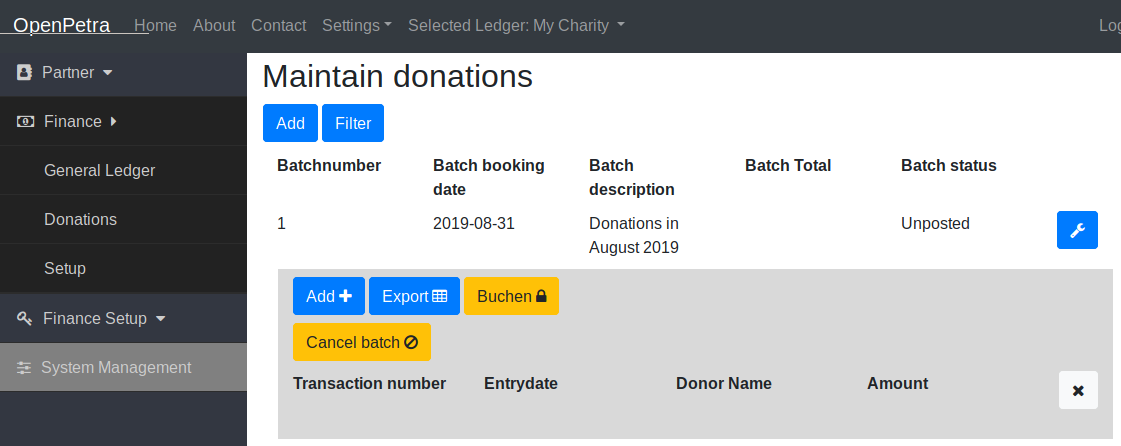 OpenPetra Home About Contact Settings Selected Ledger: My Charity Log
Partner
Finance
General Ledger
Donations
Setup
Finance Setup
System Management
Maintain donations
Add Filter
Batchnumber Batch booking date Batch description Batch Total Batch status
1 2019-08-31 Donations in August 2019 Unposted
Add Export Buchen
Cancel batch
Transaction number Entrydate Donor Name Amount